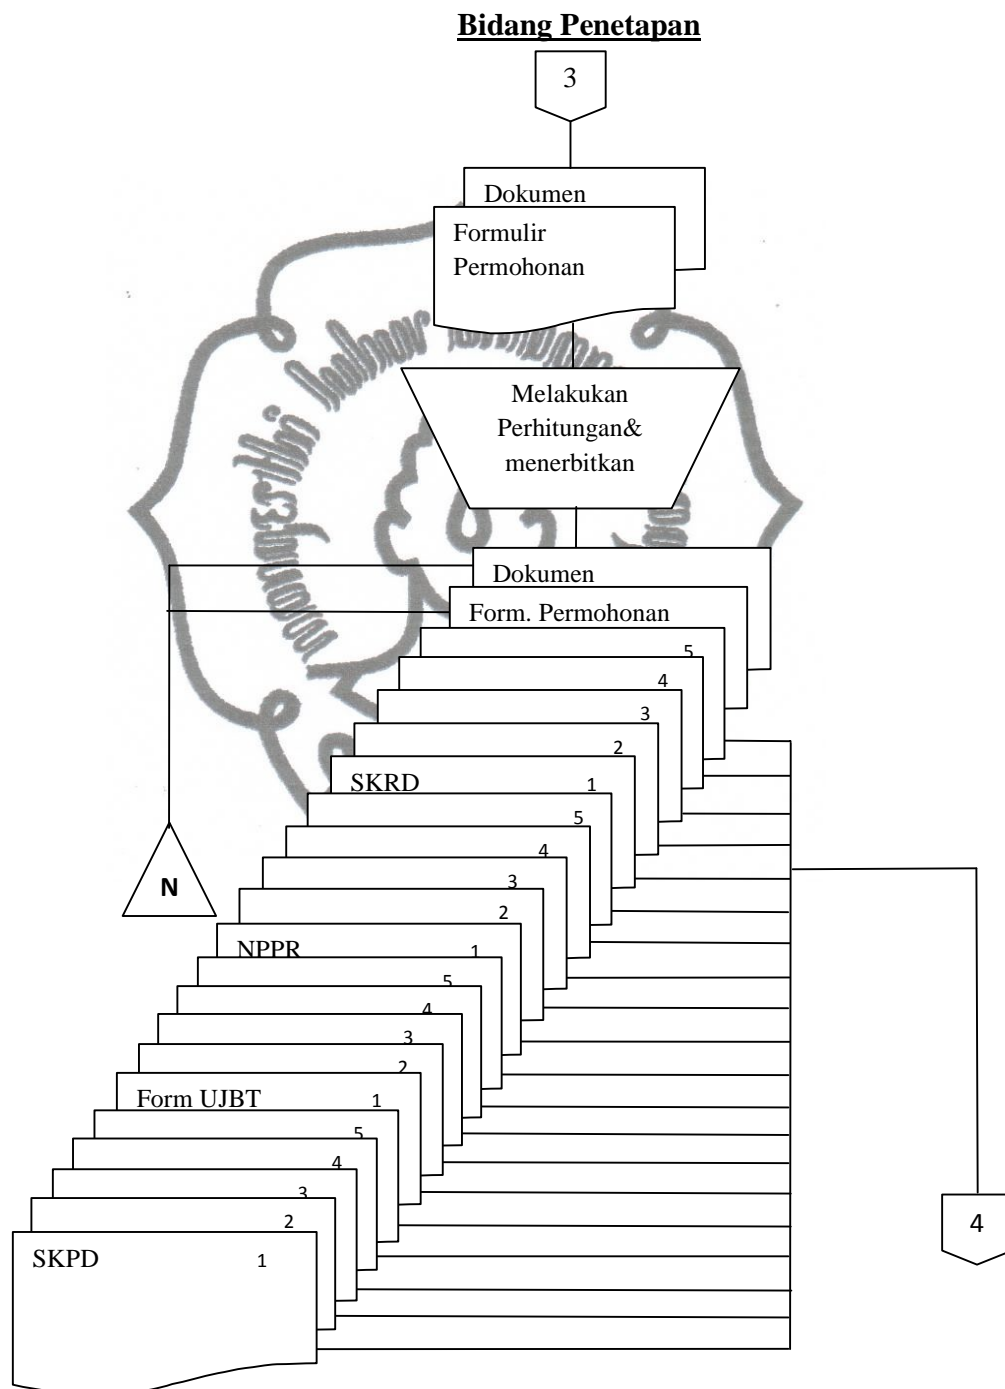 Bidang Penetapan
3
Dokumen
Formulir
Permohonan
Melakukan
Perhitungan&
menerbitkan
Dokumen
Form. Permohonan
5
4
3
2
SKRD 1
5
4
3
2
N
NPPR 1
5
4
3
2
Form UJBT 1
5
4
3
2
4
SKPD 1